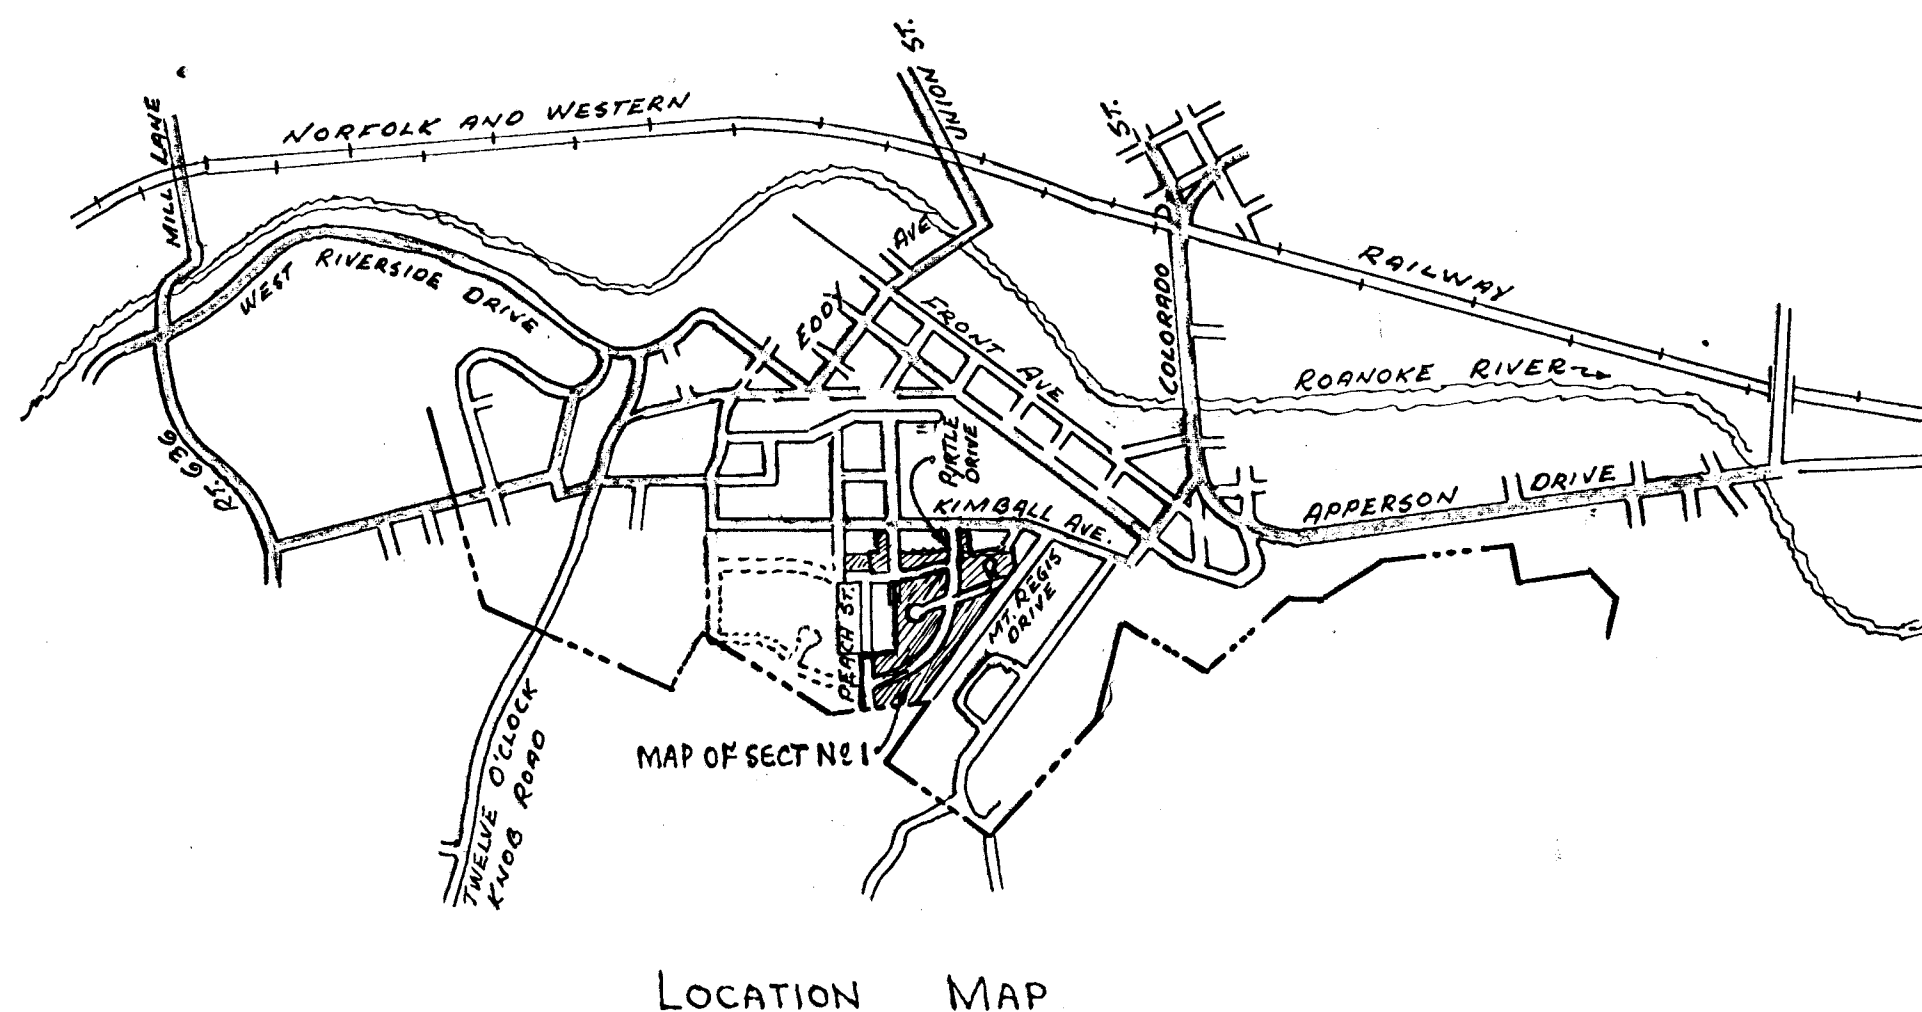 UNION ST.
MILL LANE
NORFOLK AND WESTERN
ST.
RAILWAY
WEST RIVERSIDE DRIVE
EDDY AVE
FRONT AVE
COLORADO
ROANOKE RIVER
RT. 636
PIRTLE
DRIVE
KIMBALL AVE.
APPERSON DRIVE
MT. REGIS
DRIVE
PEACH ST.
PEACH
MAP OF SECT No 1
TWELVE O'CLOCK
KNOB ROAD
LOCATION MAP